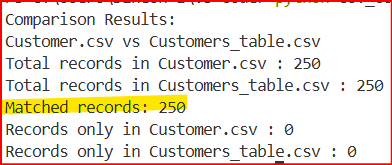 Comparison Results:
Customer.csv vs Customers_table.csv
Total records in Customer.csv : 250
Total records in Customers_table.csv : 250
Matched records: 250
Records only in Customer.csv : 0
Records only in Customers_table.csv : 0